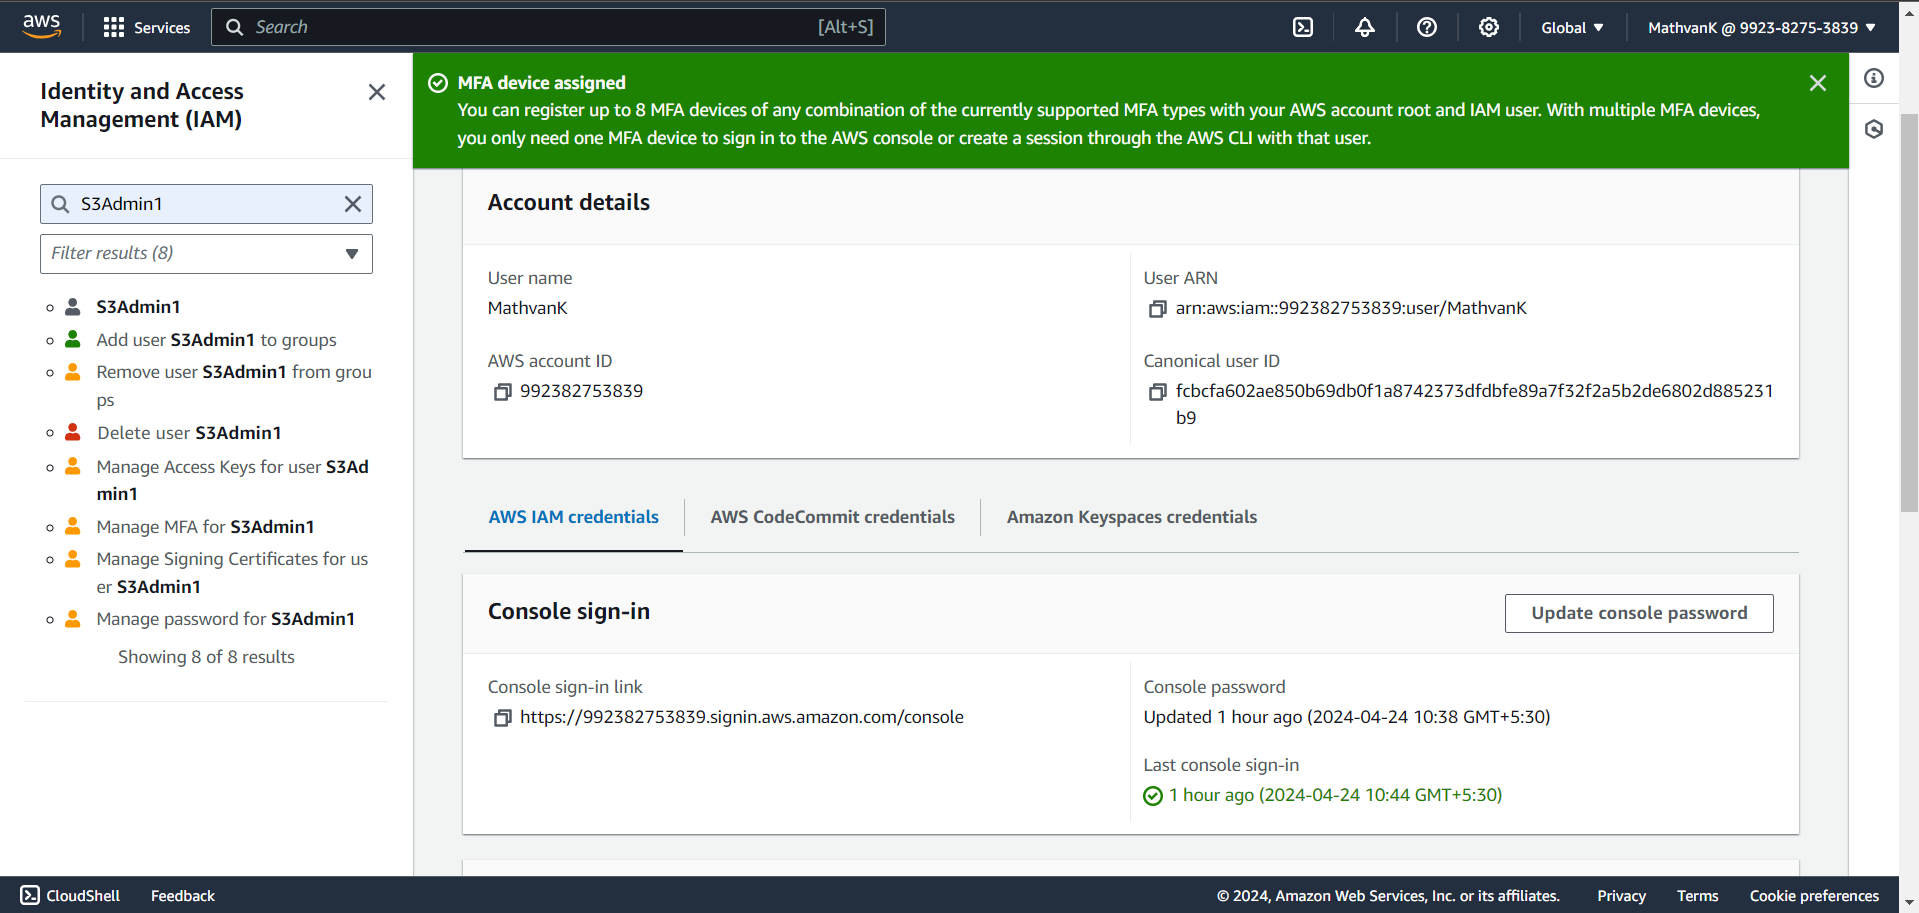 aws
Services
Search
[Alt+S]
Global
MathvanK @ 9923-8275-3839
Identity and Access
Management (IAM)
S3Admin1
Filter results (8)
S3Admin1
Add user S3Admin1 to groups
Remove user S3Admin1 from grou
ps
Delete user S3Admin1
Manage Access Keys for user S3Ad
min1
Manage MFA for S3Admin1
Manage Signing Certificates for us
er S3Admin1
Manage password for S3Admin1
Showing 8 of 8 results
MFA device assigned
You can register up to 8 MFA devices of any combination of the currently supported MFA types with your AWS account root and IAM user. With multiple MFA devices,
you only need one MFA device to sign in to the AWS console or create a session through the AWS CLI with that user.
Account details
User name
MathvanK
AWS account ID
992382753839
User ARN
arn:aws:iam::992382753839:user/MathvanK
Canonical user ID
fcbcfa602ae850b69db0f1a8742373dfdbfe89a7f32f2a5b2de6802d885231
b9
AWS IAM credentials
AWS CodeCommit credentials
Amazon Keyspaces credentials
Console sign-in
Update console password
Console sign-in link
https://992382753839.signin.aws.amazon.com/console
Console password
Updated 1 hour ago (2024-04-24 10:38 GMT+5:30)
Last console sign-in
1 hour ago (2024-04-24 10:44 GMT+5:30)
CloudShell
Feedback
© 2024, Amazon Web Services, Inc. or its affiliates.
Privacy
Terms
Cookie preferences